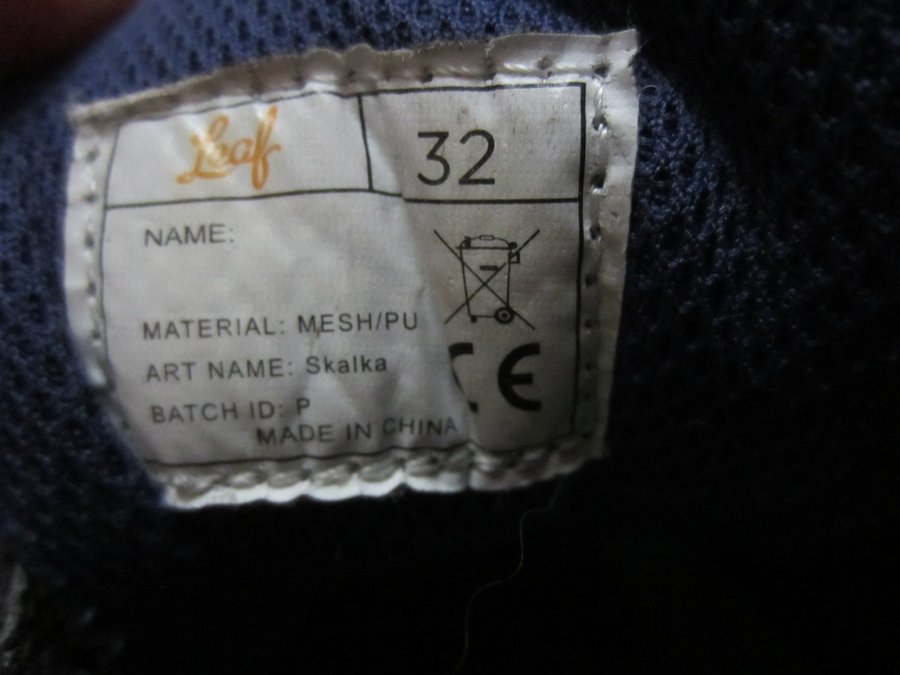 Leaf
32
NAME:
MATERIAL: MESH/PU
ART NAME: Skalka
BATCH ID: P
MADE IN CHINA
CE